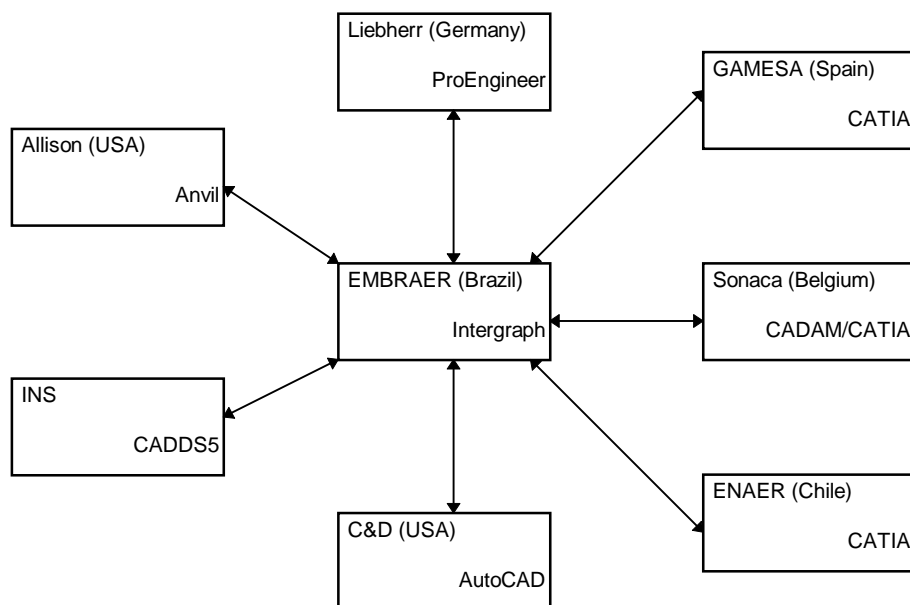 Liebherr (Germany)
ProEngineer
GAMESA (Spain)
CATIA
Allison (USA)
Anvil
EMBRAER (Brazil)
Intergraph
Sonaca (Belgium)
CADAM/CATIA
INS
CADDS5
C&D (USA)
AutoCAD
ENAER (Chile)
CATIA